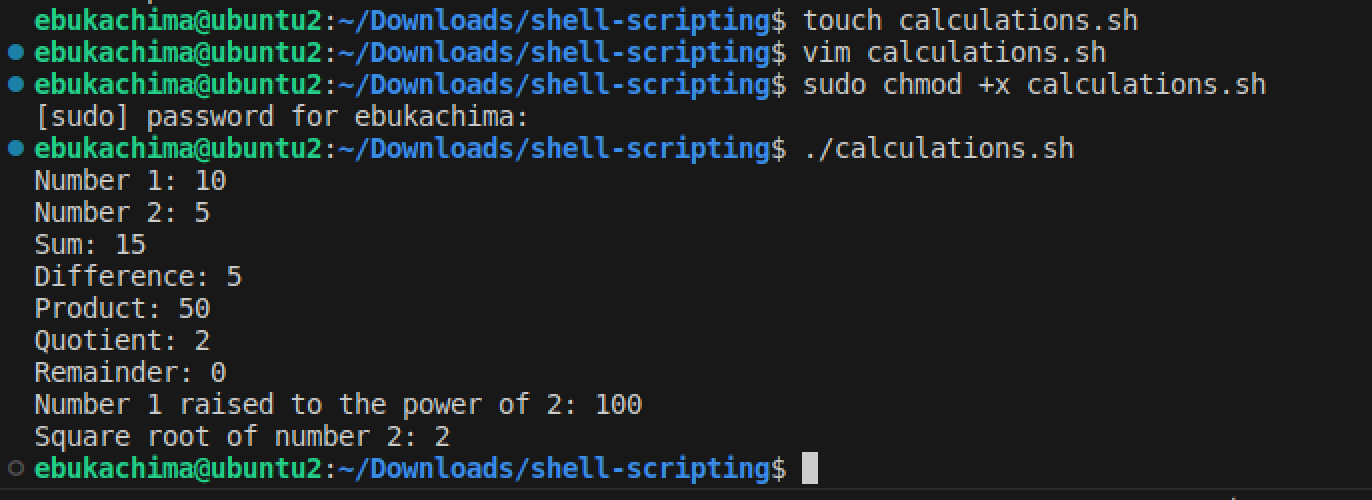 ebukachima@ubuntu2:~/Downloads/shell-scripting$ touch calculations.sh
ebukachima@ubuntu2:~/Downloads/shell-scripting$ vim calculations.sh
ebukachima@ubuntu2:~/Downloads/shell-scripting$ sudo chmod +x calculations.sh
[sudo] password for ebukachima:
ebukachima@ubuntu2:~/Downloads/shell-scripting$ ./calculations.sh
Number 1: 10
Number 2: 5
Sum: 15
Difference: 5
Product: 50
Quotient: 2
Remainder: 0
Number 1 raised to the power of 2: 100
Square root of number 2: 2
ebukachima@ubuntu2:~/Downloads/shell-scripting$